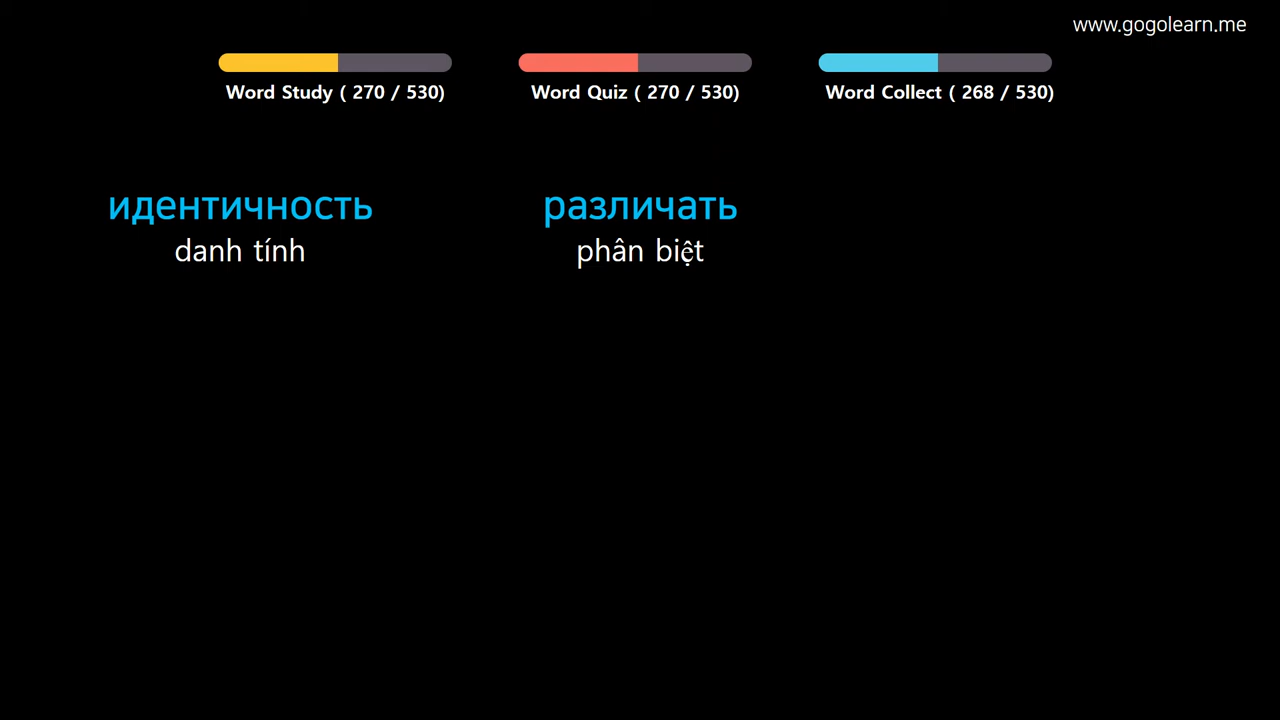 www.gogolearn.me
Word Study ( 270 / 530)
Word Quiz ( 270 / 530)
Word Collect ( 268 / 530)
идентичность
danh tính
различать
phân biệt